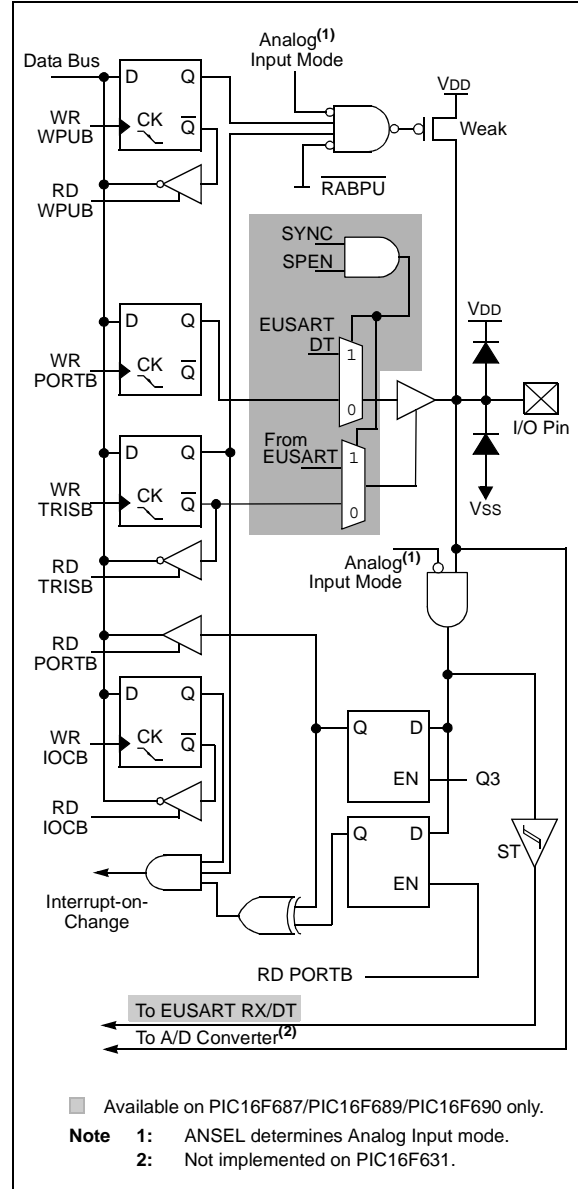 Analog(1)
Input Mode
Data Bus
D Q
VDD
WR
WPUB
CK
Q
Weak
RD
WPUB
RABPU
SYNC
SPEN
D Q
EUSART
DT
1
VDD
WR
PORTB
CK
Q
0
I/O Pin
D Q
From
EUSART
1
WR
TRISB
CK
Q
0
VSS
RD
TRISB
Analog(1)
Input Mode
RD
PORTB
D Q
Q D
WR
IOCB
CK
Q
EN
Q3
RD
IOCB
Q D
ST
EN
Interrupt-on-
Change
RD PORTB
To EUSART RX/DT
To A/D Converter(2)
Available on PIC16F687/PIC16F689/PIC16F690 only.
Note 1: ANSEL determines Analog Input mode.
2: Not implemented on PIC16F631.